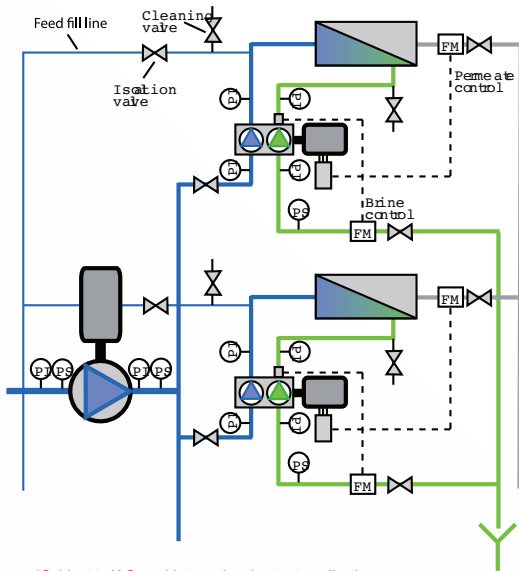 Cleaning
valve
Feed fill line
FM
Isolation
valve
Permeate
control
PI
PI
PI
PI
Brine
control
PS
FM
FM
PI
PI
PI
PS
PI
PS
PI
PI
PS
FM